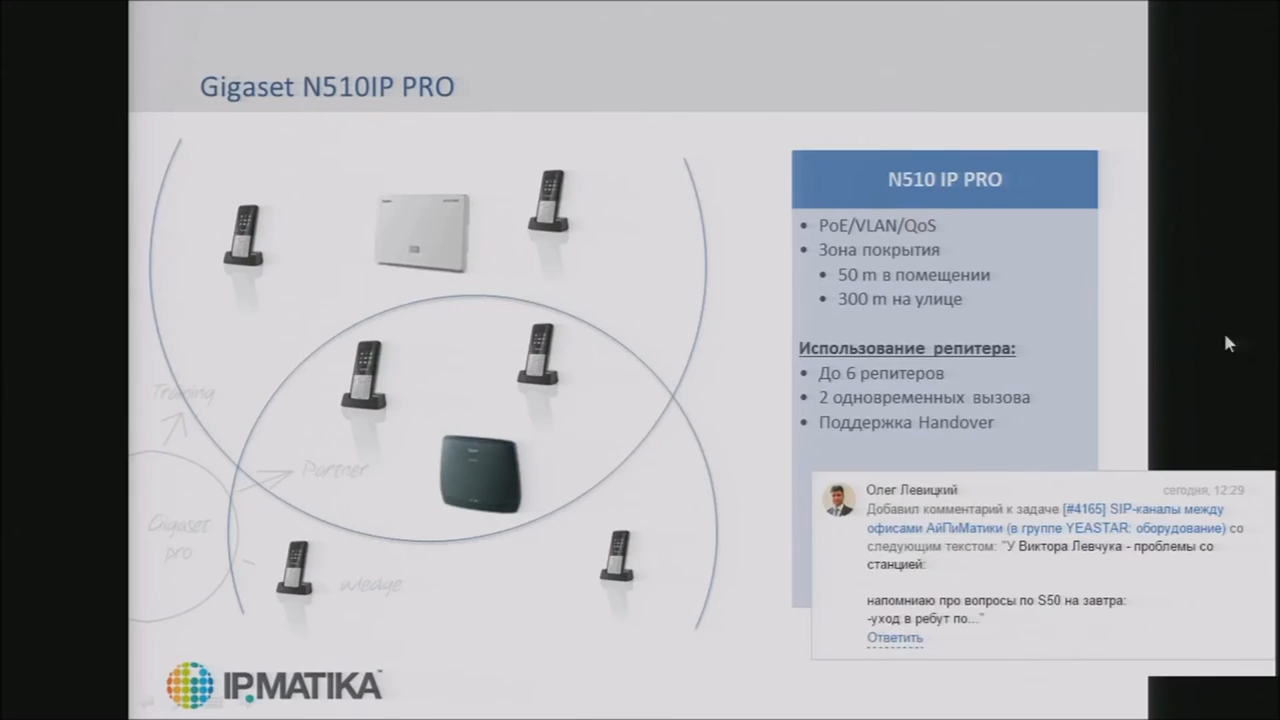 Gigaset N510IP PRO
N510 IP PRO
• PoE/VLAN/QoS
• Зона покрытия
• 50 m в помещении
• 300 m на улице
Использование репитера:
• До 6 репитеров
• 2 одновременных вызова
• Поддержка Handover
Training
Partner
Gigaset
pro
wledge
Олег Левицкий
сегодня, 12:29
Добавил комментарий к задаче [#4165] SIP-каналы между
офисами АйПиМатики (в группе YEASTAR: оборудование) со
следующим текстом: "У Виктора Левчука - проблемы со
станцией:
напомниаю про вопросы по S50 на завтра:
-уход в ребут по..."
Ответить
IPMATIKA™